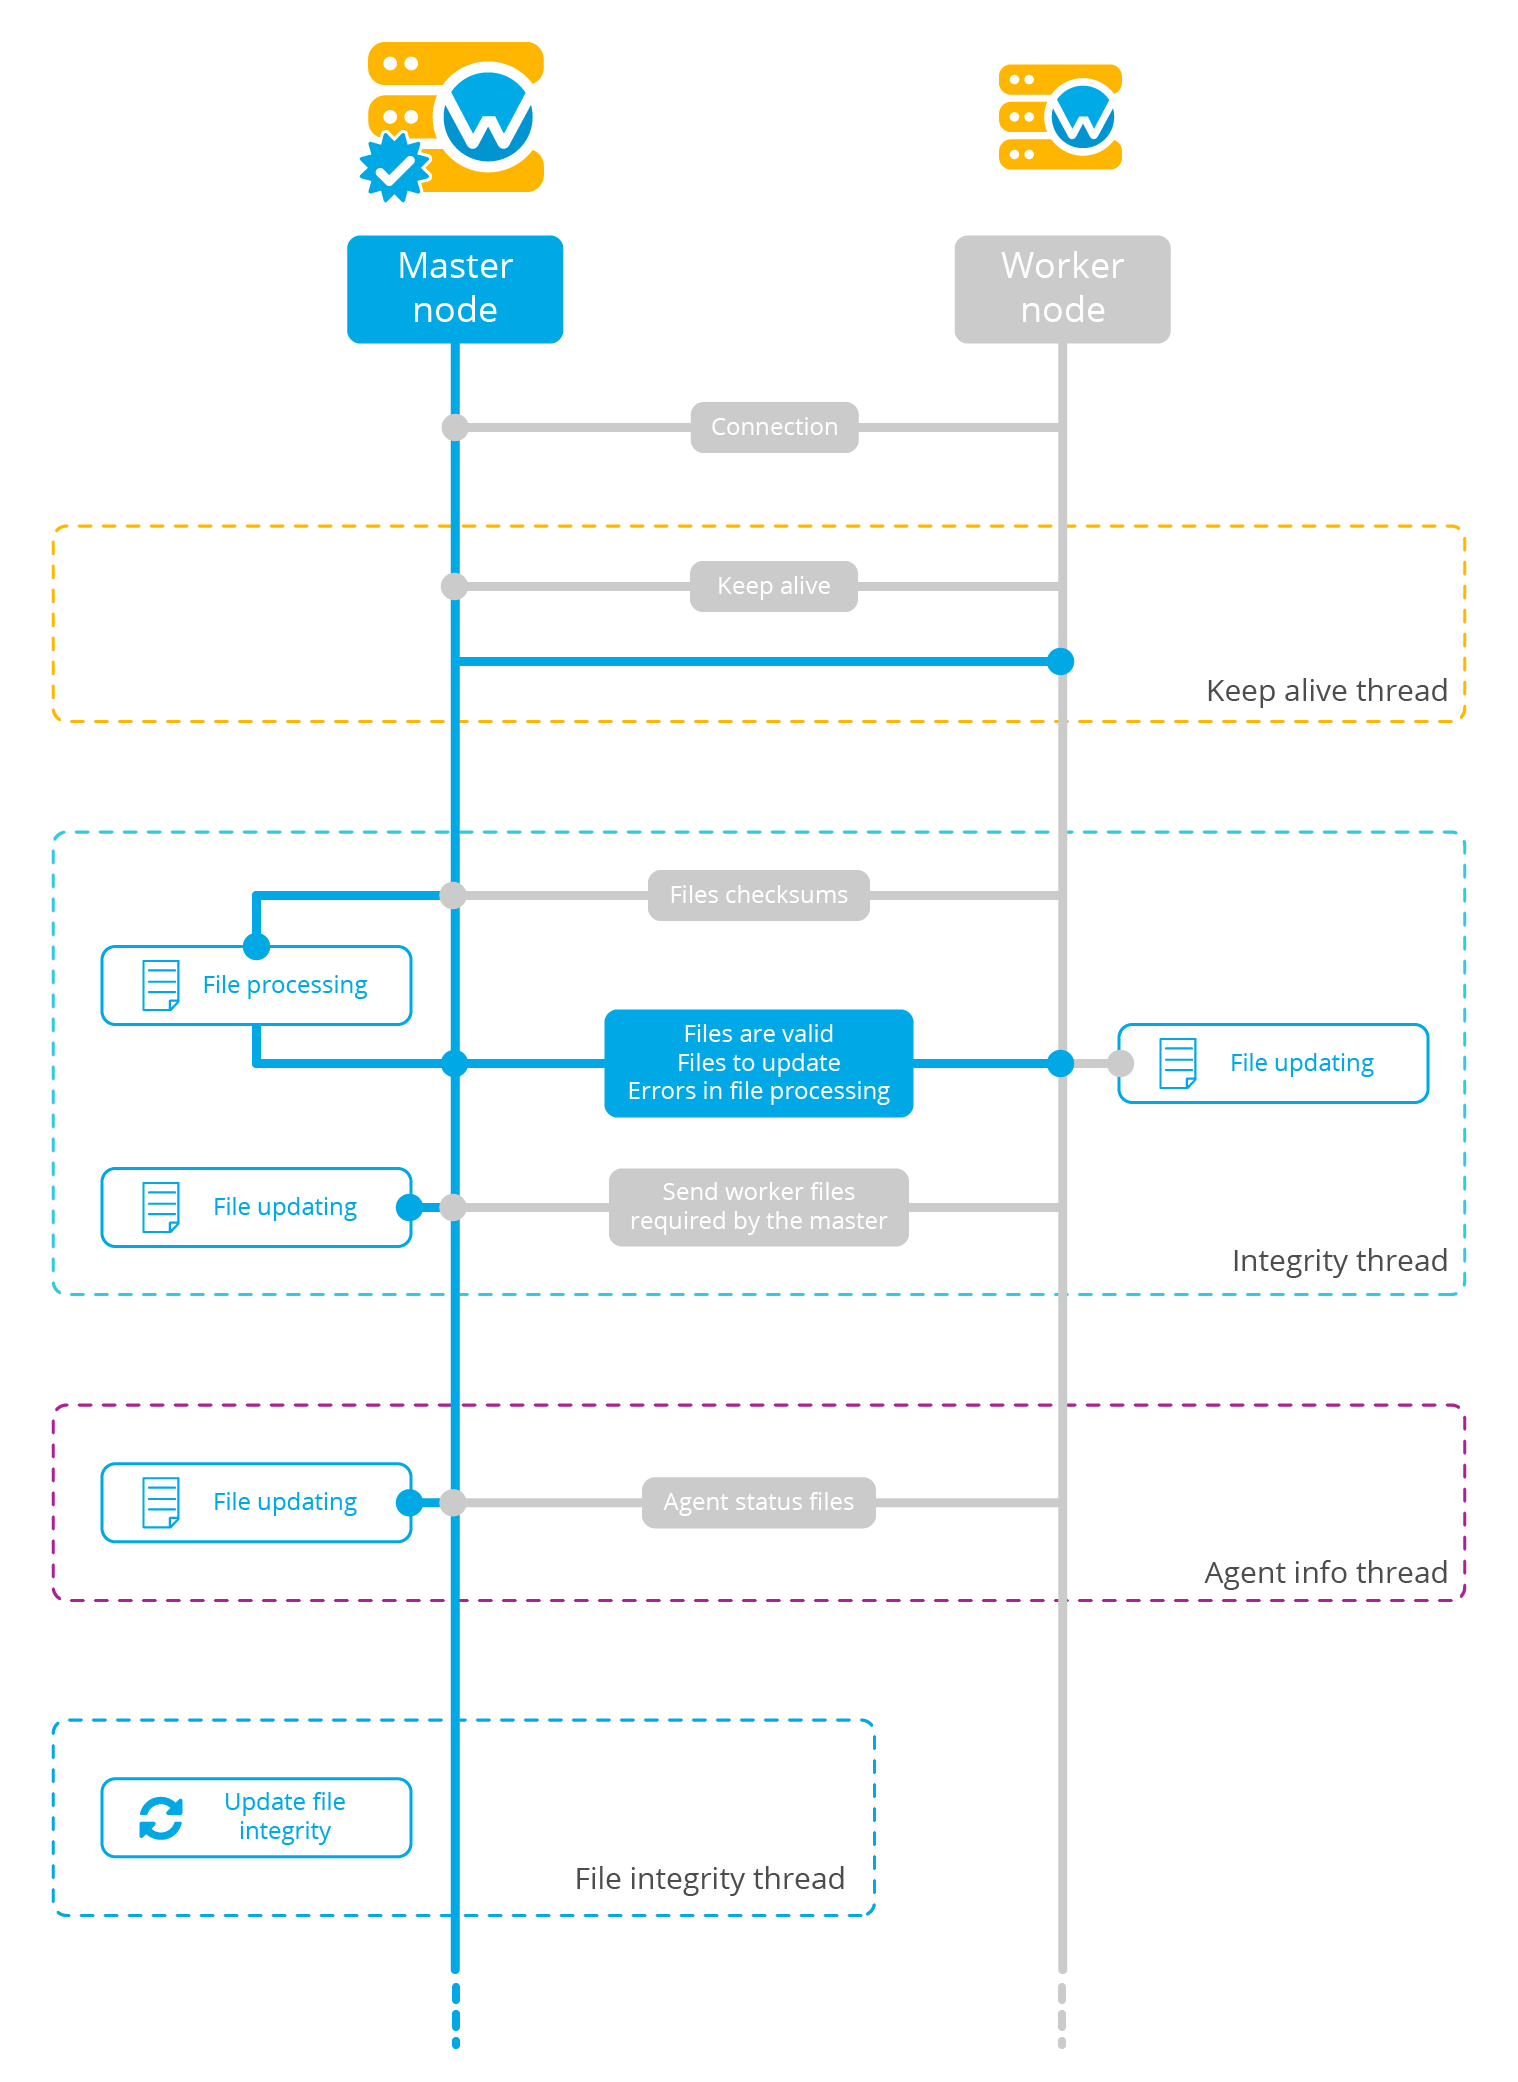 Master
node
Worker
node
Connection
Keep alive
Keep alive thread
Files checksums
File processing
Files are valid
Files to update
Errors in file processing
File updating
File updating
Send worker files
required by the master
Integrity thread
File updating
Agent status files
Agent info thread
Update file
integrity
File integrity thread